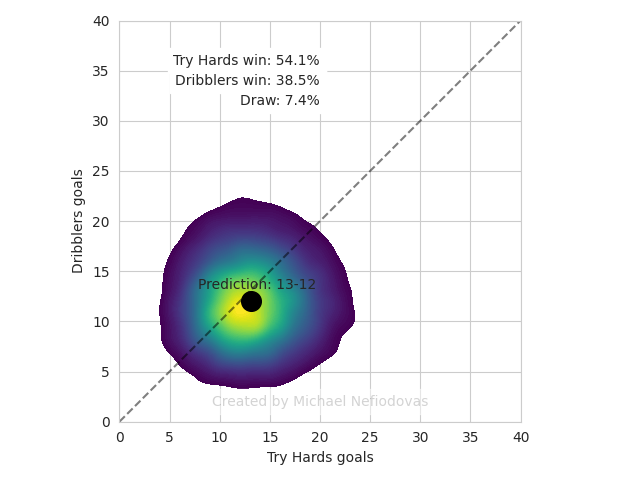 40
35
30
25
20
15
10
5
0
Dribblers goals
Try Hards win: 54.1%
Dribblers win: 38.5%
Draw: 7.4%
Prediction: 13-12
Created by Michael Nefiodovas
0 5 10 15 20 25 30 35 40
Try Hards goals